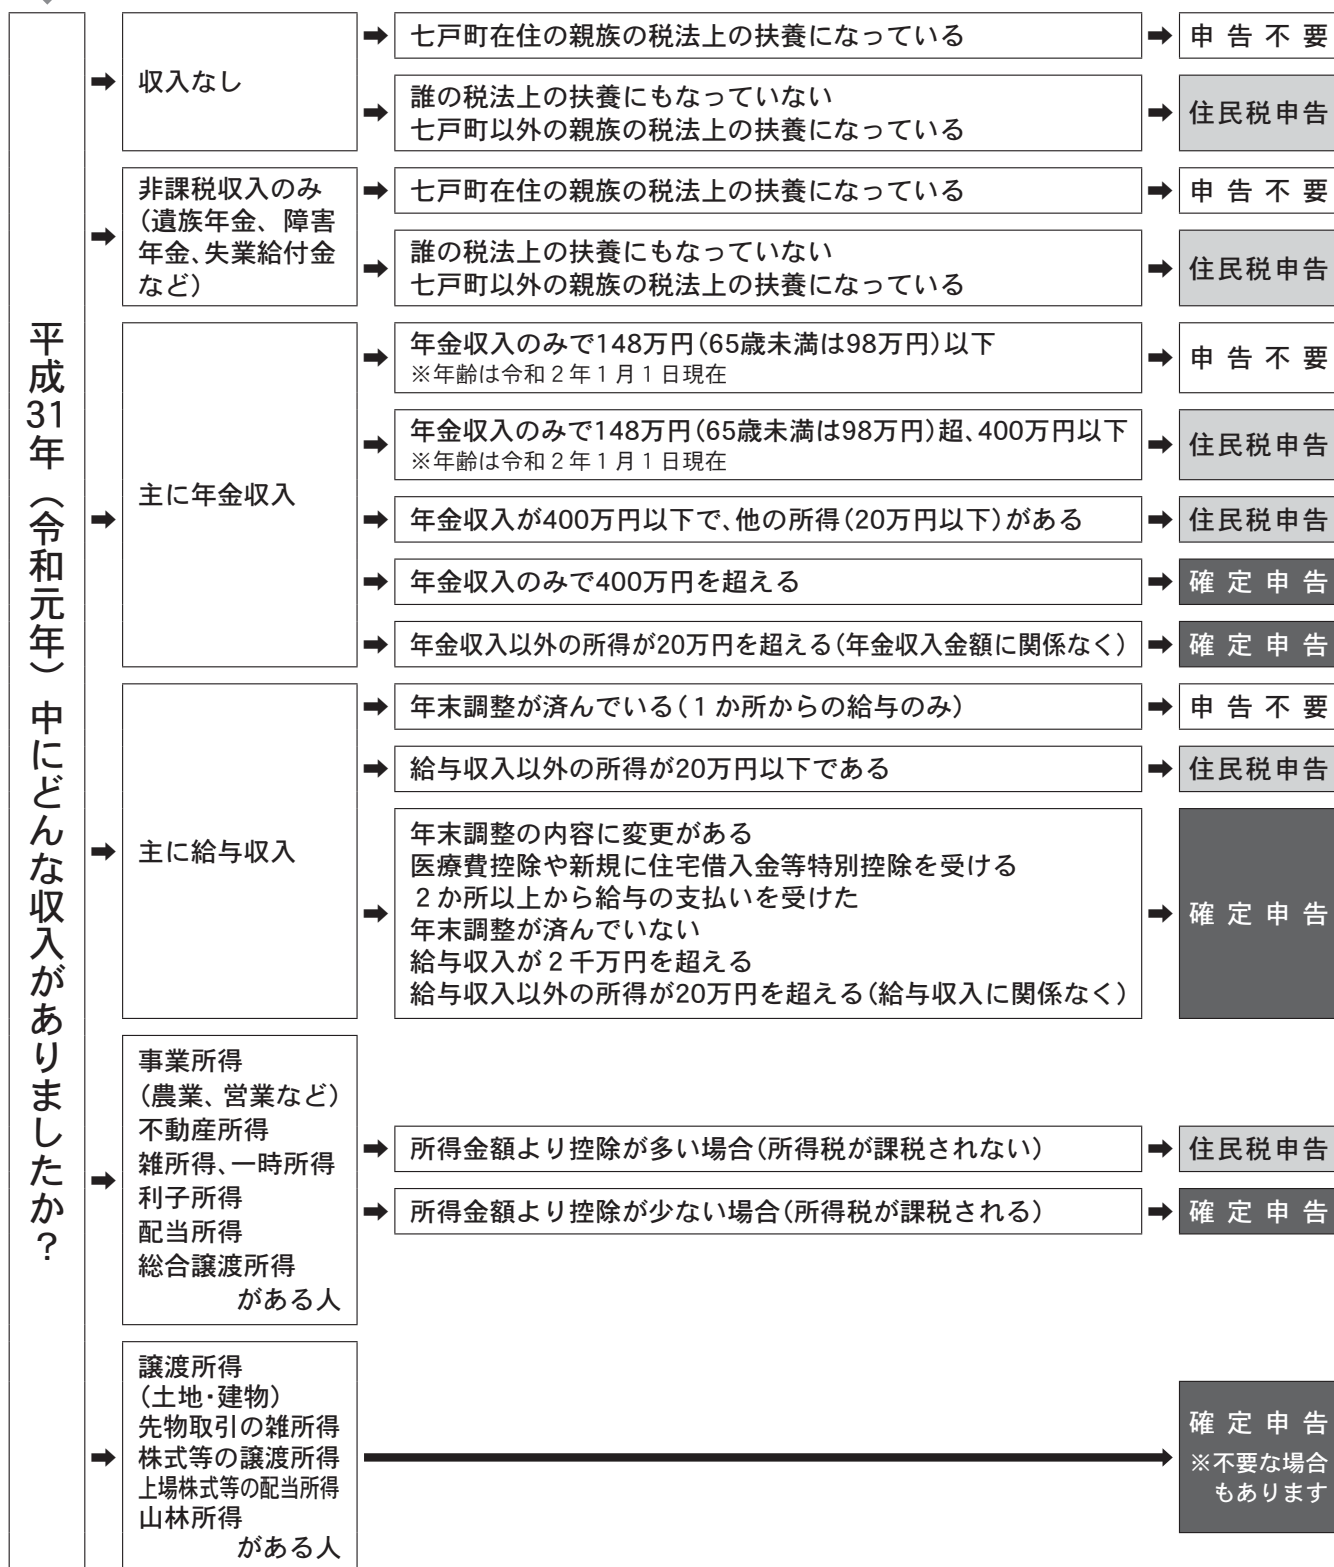 平成31年（令和元年）中にどんな収入がありましたか？
収入なし
七戸町在住の親族の税法上の扶養になっている
申告不要
誰の税法上の扶養にもなっていない
七戸町以外の親族の税法上の扶養になっている
住民税申告
非課税収入のみ
（遺族年金、障害
年金、失業給付金
など）
七戸町在住の親族の税法上の扶養になっている
申告不要
誰の税法上の扶養にもなっていない
七戸町以外の親族の税法上の扶養になっている
住民税申告
主に年金収入
年金収入のみで148万円（65歳未満は98万円）以下
※年齢は令和２年１月１日現在
申告不要
年金収入のみで148万円（65歳未満は98万円）超、400万円以下
※年齢は令和２年１月１日現在
住民税申告
年金収入が400万円以下で、他の所得（20万円以下）がある
住民税申告
年金収入のみで400万円を超える
確定申告
年金収入以外の所得が20万円を超える（年金収入金額に関係なく）
確定申告
主に給与収入
年末調整が済んでいる（１か所からの給与のみ）
申告不要
給与収入以外の所得が20万円以下である
住民税申告
年末調整の内容に変更がある
医療費控除や新規に住宅借入金等特別控除を受ける
２か所以上から給与の支払いを受けた
年末調整が済んでいない
給与収入が２千万円を超える
給与収入以外の所得が20万円を超える（給与収入に関係なく）
確定申告
事業所得
（農業、営業など）
不動産所得
雑所得、一時所得
利子所得
配当所得
総合譲渡所得
がある人
所得金額より控除が多い場合（所得税が課税されない）
住民税申告
所得金額より控除が少ない場合（所得税が課税される）
確定申告
譲渡所得
（土地・建物）
先物取引の雑所得
株式等の譲渡所得
上場株式等の配当所得
山林所得
がある人
確定申告
※不要な場合
もあります